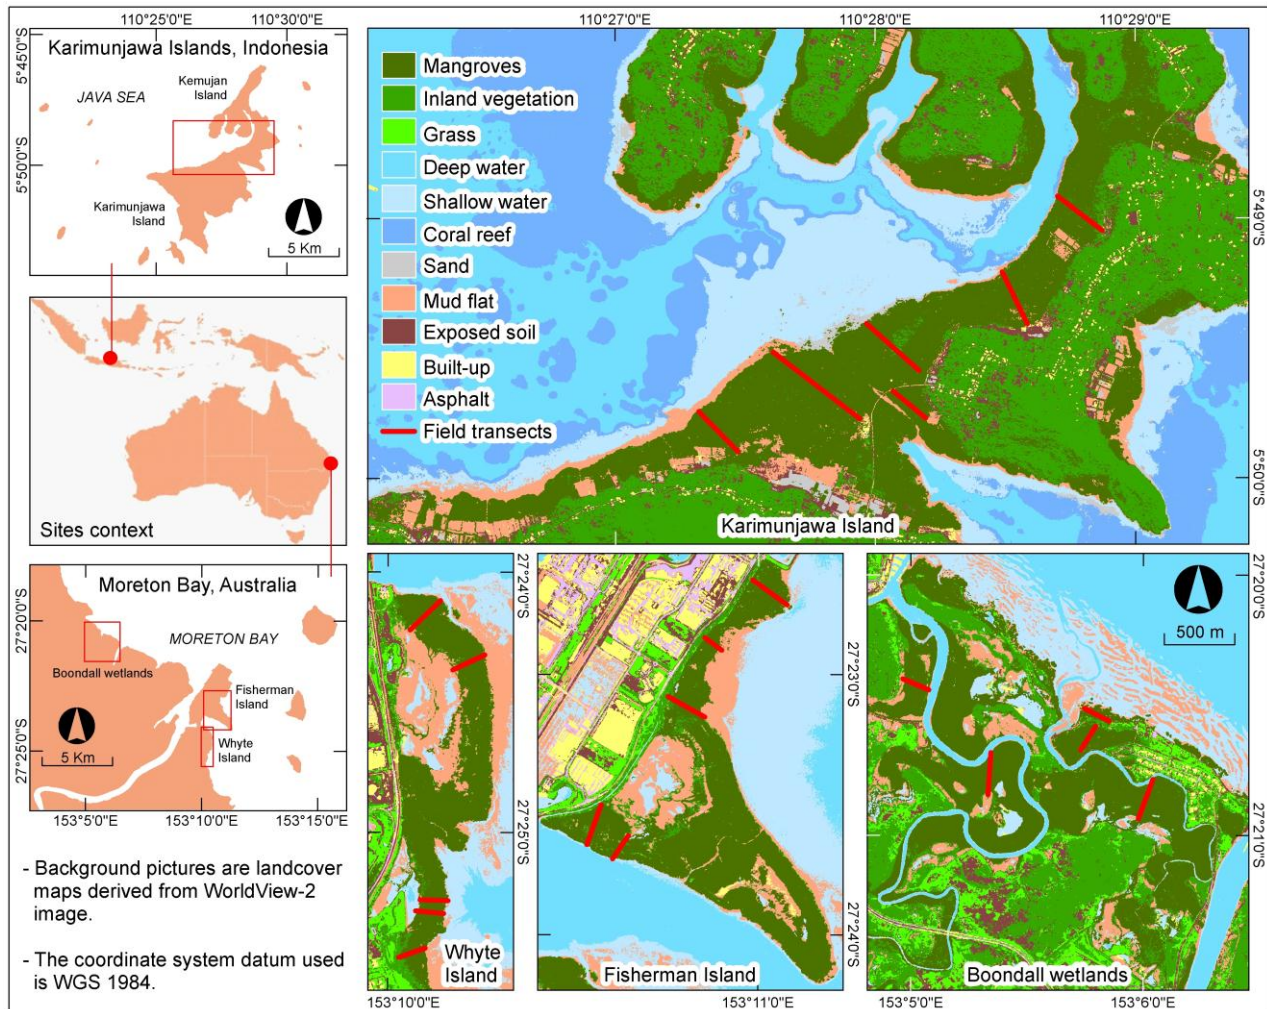 110°25'0"E
110°30'0"E
5°45'0"S
5°50'0"S
Karimunjawa Islands, Indonesia
Kemujan
Island
JAVA SEA
Karimunjawa
Island
5 Km
Sites context
Moreton Bay, Australia
27°20'0"S
27°25'0"S
MORETON BAY
Boondall wetlands
Fisherman
Island
Whyte
Island
5 Km
153°5'0"E
153°10'0"E
153°15'0"E
- Background pictures are landcover
maps derived from WorldView-2
image.
- The coordinate system datum used
is WGS 1984.
110°27'0"E
110°28'0"E
110°29'0"E
Mangroves
Inland vegetation
Grass
Deep water
Shallow water
Coral reef
Sand
Mud flat
Exposed soil
Built-up
Asphalt
Field transects
5°49'0"S
5°50'0"S
Karimunjawa Island
27°24'0"S
27°25'0"S
Whyte
Island
153°10'0"E
27°23'0"S
27°24'0"S
Fisherman Island
153°11'0"E
500 m
27°20'0"S
27°21'0"S
Boondall wetlands
153°5'0"E
153°6'0"E